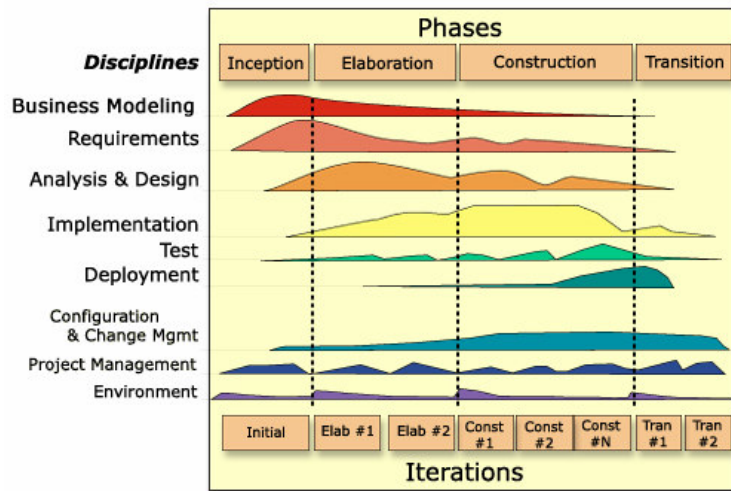 Phases
Disciplines
Inception
Elaboration
Construction
Transition
Business Modeling
Requirements
Analysis & Design
Implementation
Test
Deployment
Configuration
& Change Mgmt
Project Management
Environment
Initial
Elab #1
Elab #2
Const
#1
Const
#2
Const
#N
Tran
#1
Tran
#2
Iterations